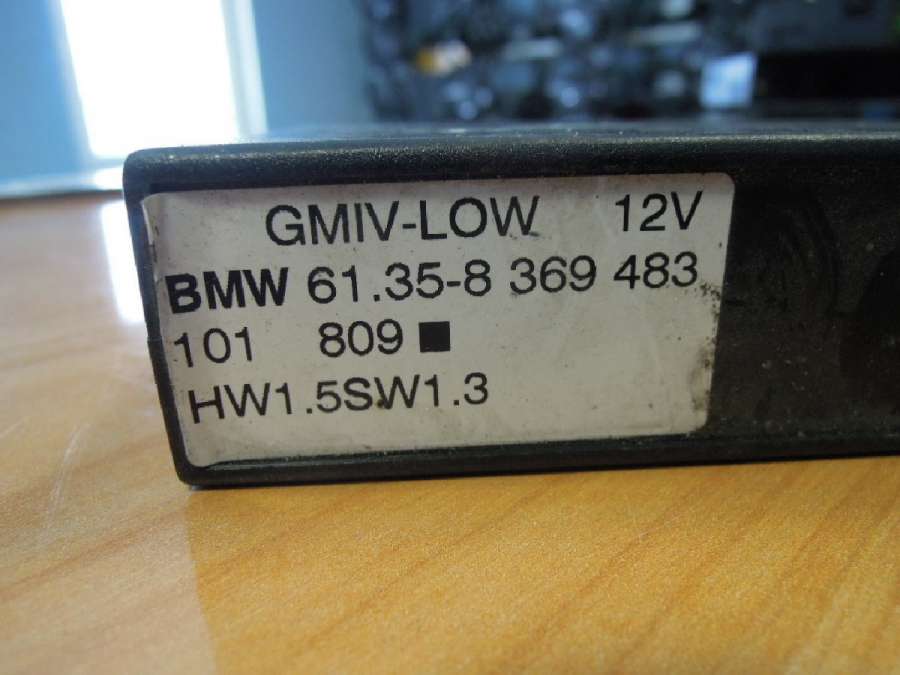 GMIV-LOW 12V
BMW 61.35-8 369 483
101 809 ■
HW1.5SW1.3